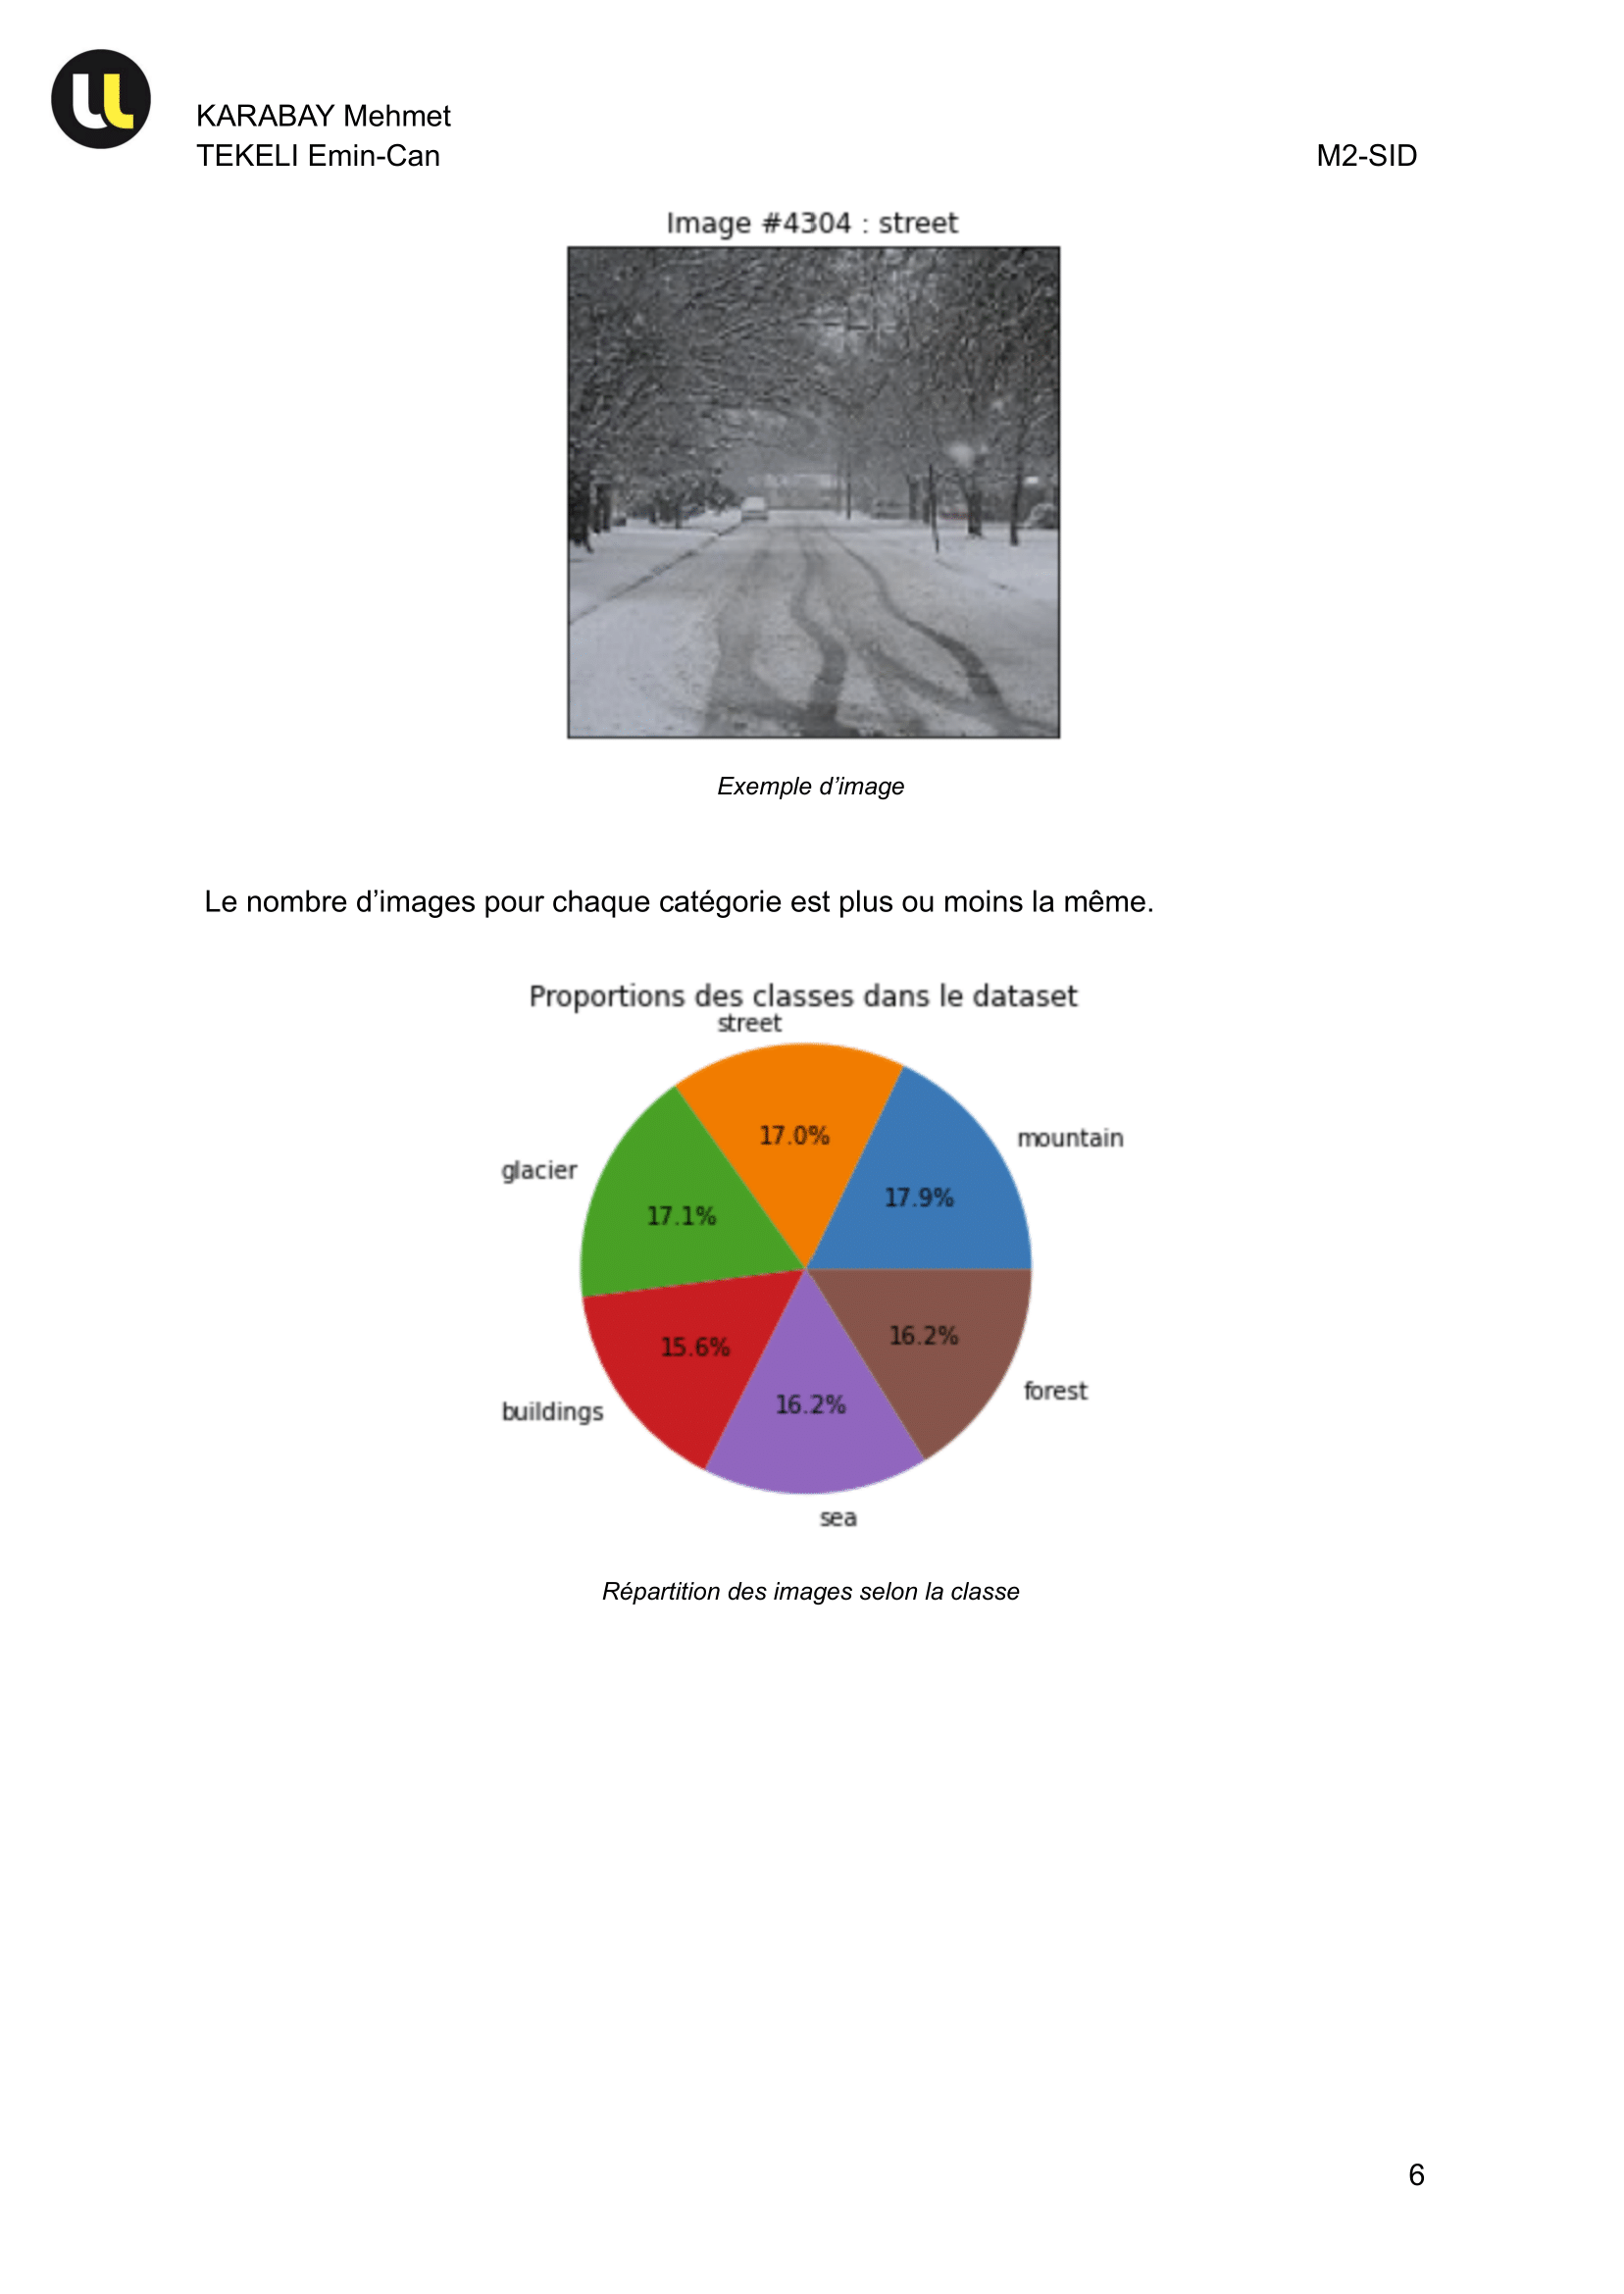 KARABAY Mehmet
TEKELI Emin-Can
M2-SID
Image #4304 : street
Exemple d’image
Le nombre d’images pour chaque catégorie est plus ou moins la même.
Proportions des classes dans le dataset
street
17.0%
mountain
17.9%
glacier
17.1%
buildings
15.6%
sea
16.2%
forest
16.2%
Répartition des images selon la classe
6